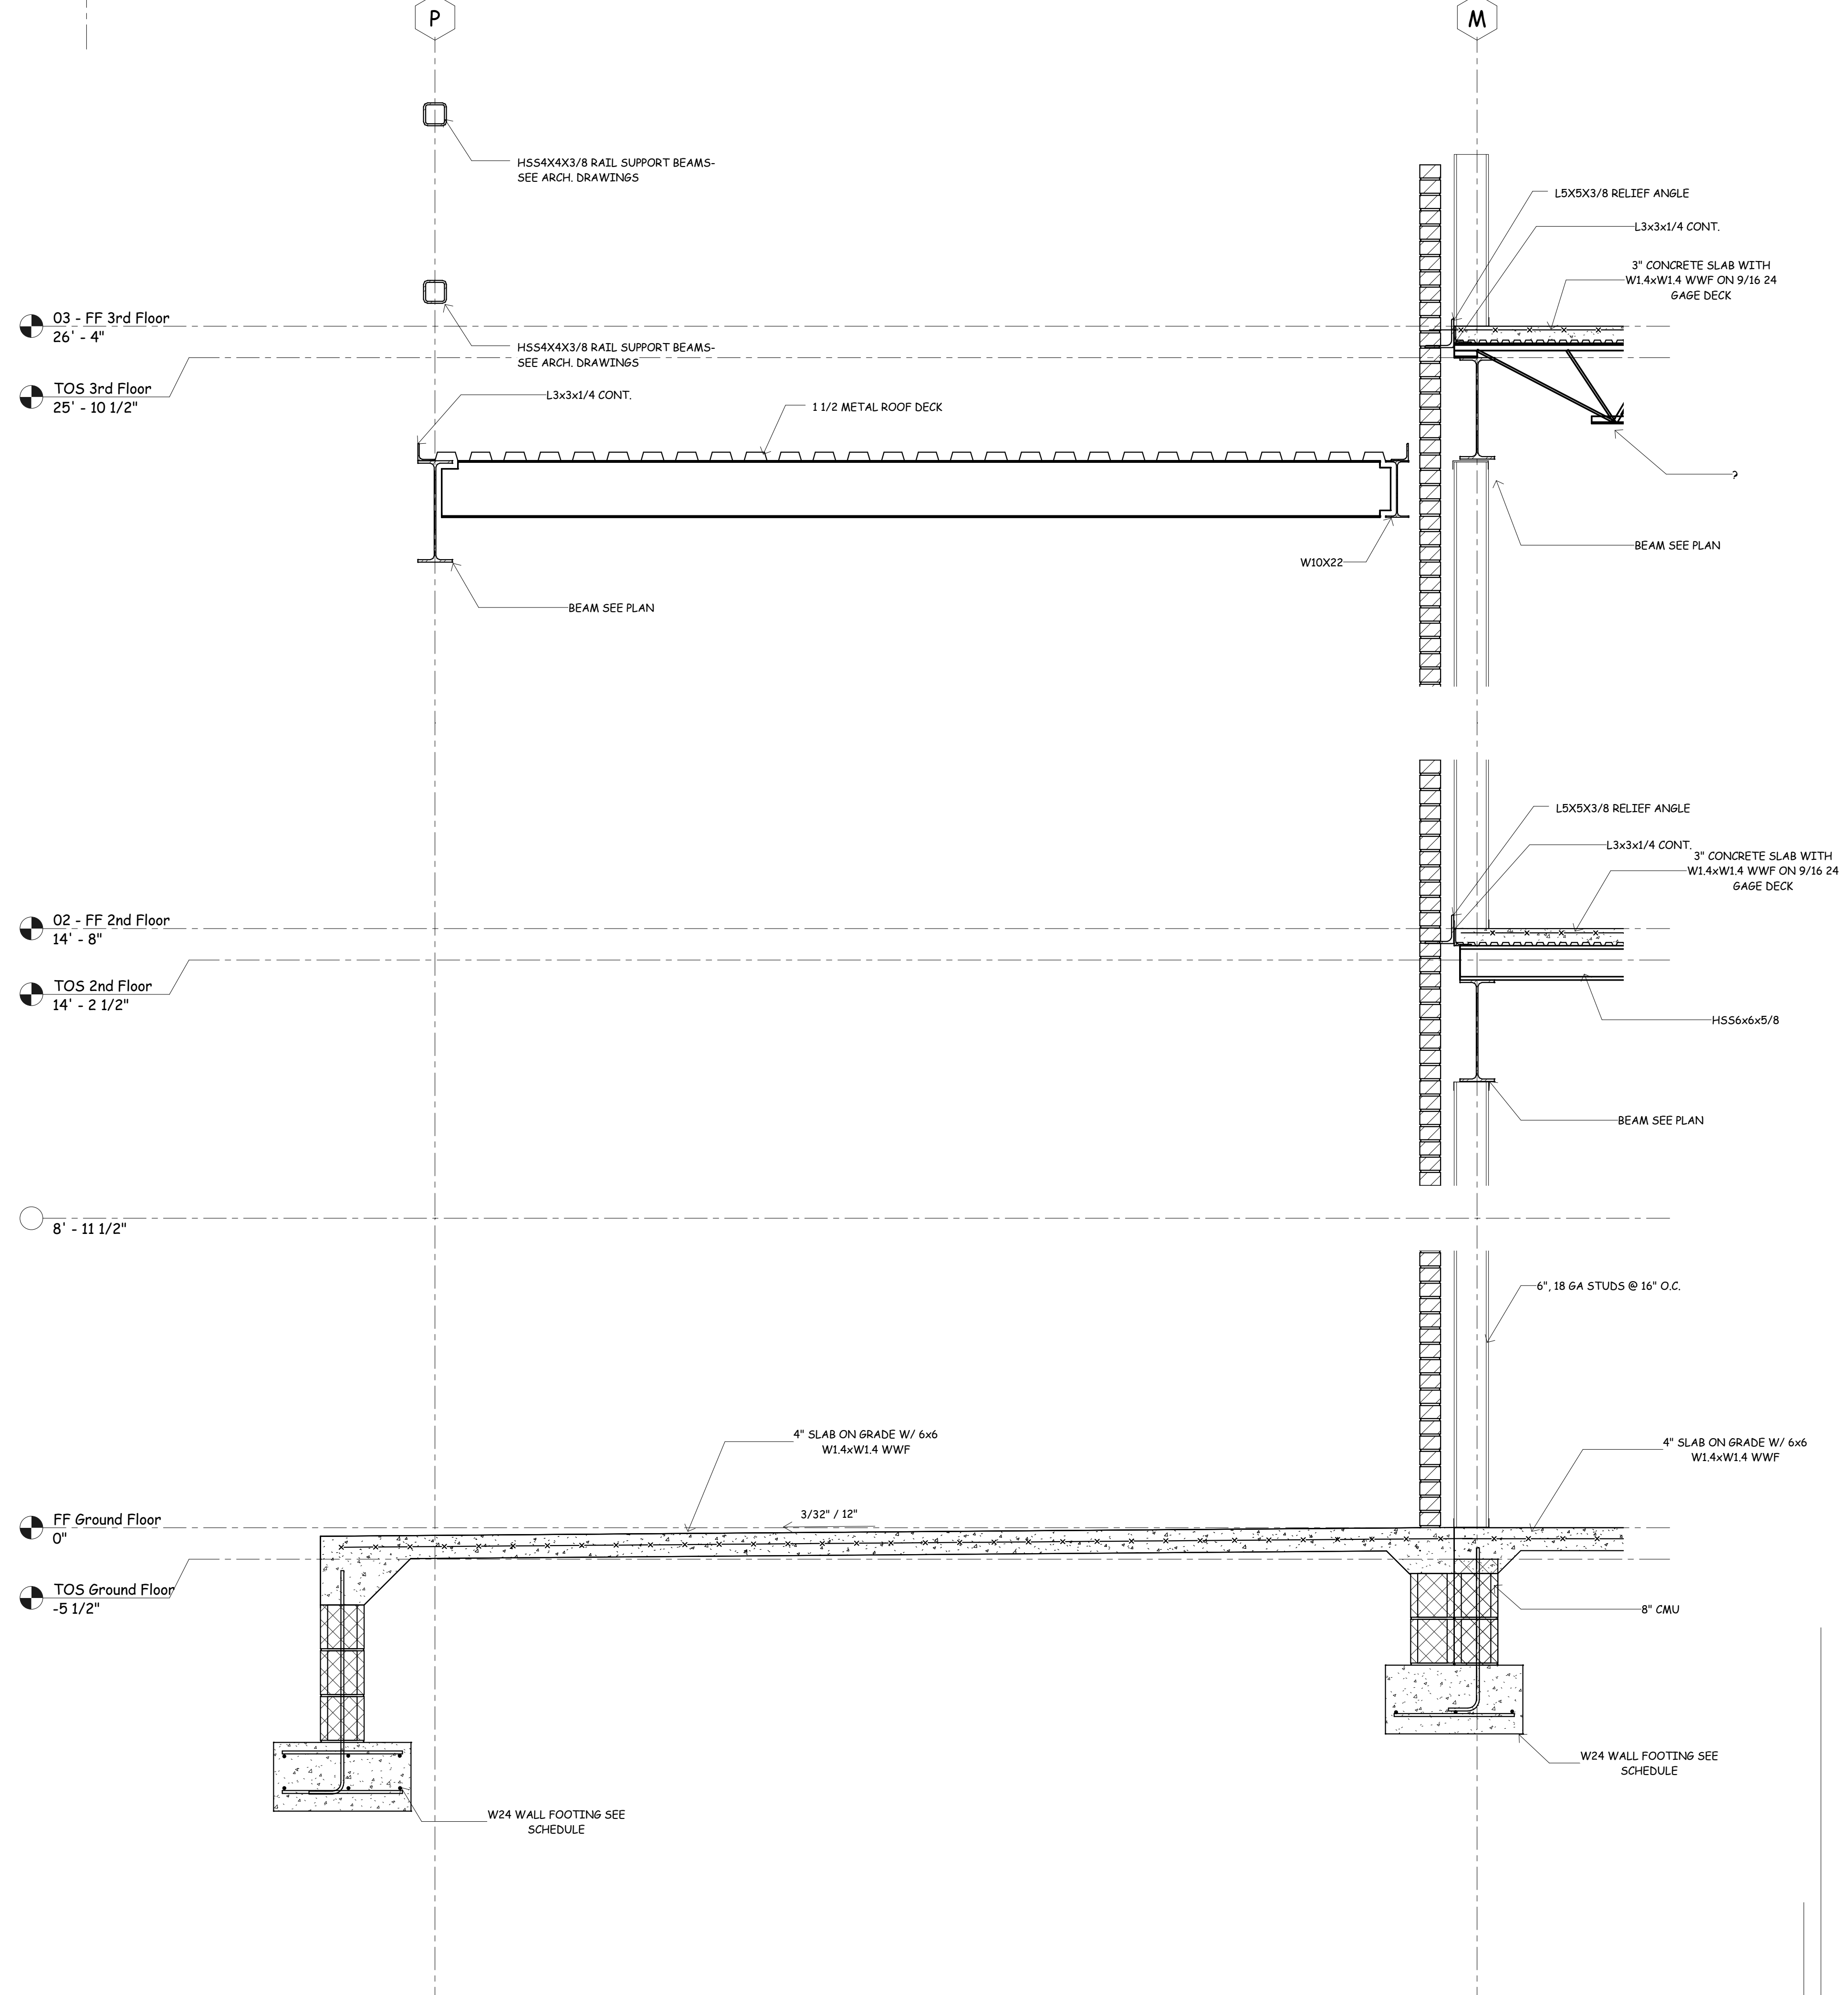 P
M
HSS4X4X3/8 RAIL SUPPORT BEAMS-
SEE ARCH. DRAWINGS
L5X5X3/8 RELIEF ANGLE
L3x3x1/4 CONT.
3" CONCRETE SLAB WITH
W1.4xW1.4 WWF ON 9/16 24
GAGE DECK
03 - FF 3rd Floor
26' - 4"
HSS4X4X3/8 RAIL SUPPORT BEAMS-
SEE ARCH. DRAWINGS
TOS 3rd Floor
25' - 10 1/2"
L3x3x1/4 CONT.
1 1/2 METAL ROOF DECK
?
BEAM SEE PLAN
W10X22
BEAM SEE PLAN
L5X5X3/8 RELIEF ANGLE
L3x3x1/4 CONT.
3" CONCRETE SLAB WITH
W1.4xW1.4 WWF ON 9/16 24
GAGE DECK
02 - FF 2nd Floor
14' - 8"
TOS 2nd Floor
14' - 2 1/2"
HSS6x6x5/8
BEAM SEE PLAN
8' - 11 1/2"
6", 18 GA STUDS @ 16" O.C.
4" SLAB ON GRADE W/ 6x6
W1.4xW1.4 WWF
4" SLAB ON GRADE W/ 6x6
W1.4xW1.4 WWF
3/32" / 12"
FF Ground Floor
0"
TOS Ground Floor
-5 1/2"
8" CMU
W24 WALL FOOTING SEE
SCHEDULE
W24 WALL FOOTING SEE
SCHEDULE